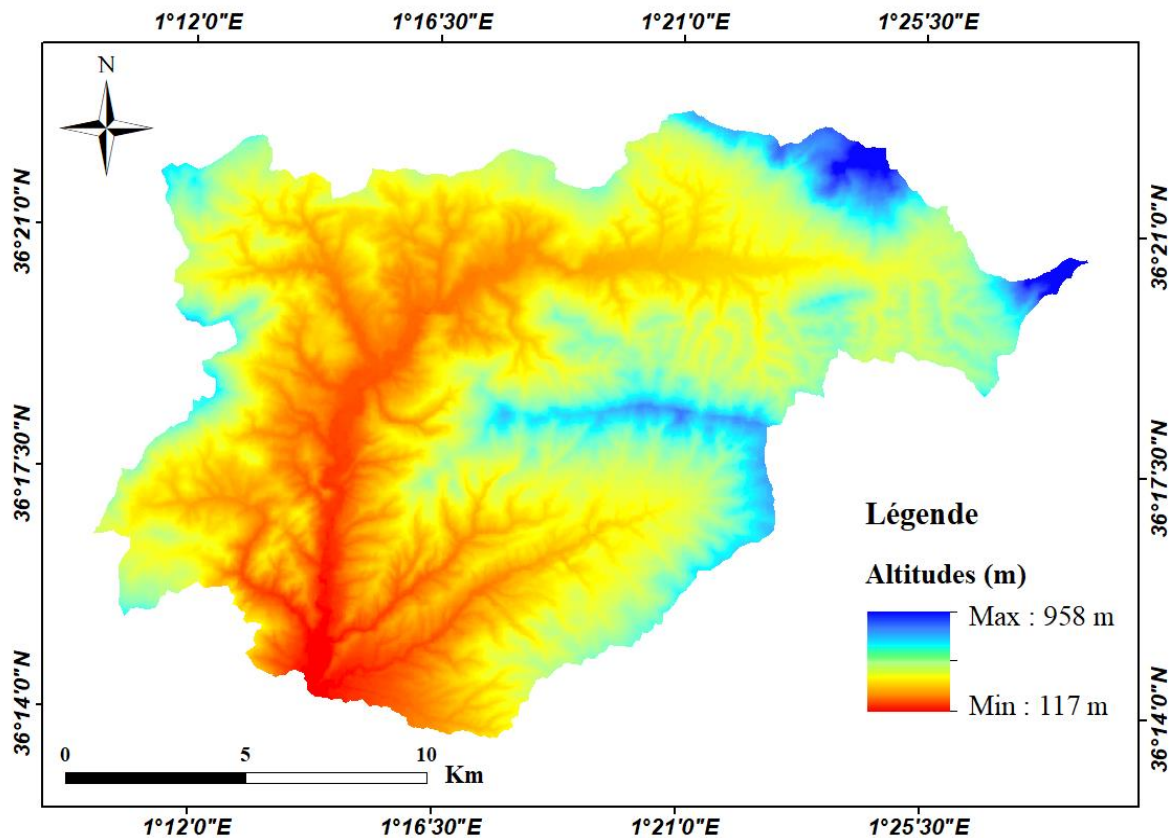 1°12'0"E 1°16'30"E 1°21'0"E 1°25'30"E
N
36°21'0"N 36°21'0"N
36°17'30"N 36°17'30"N
Légende
Altitudes (m)
Max : 958 m
Min : 117 m
36°14'0"N 36°14'0"N
0 5 10
Km
1°12'0"E 1°16'30"E 1°21'0"E 1°25'30"E